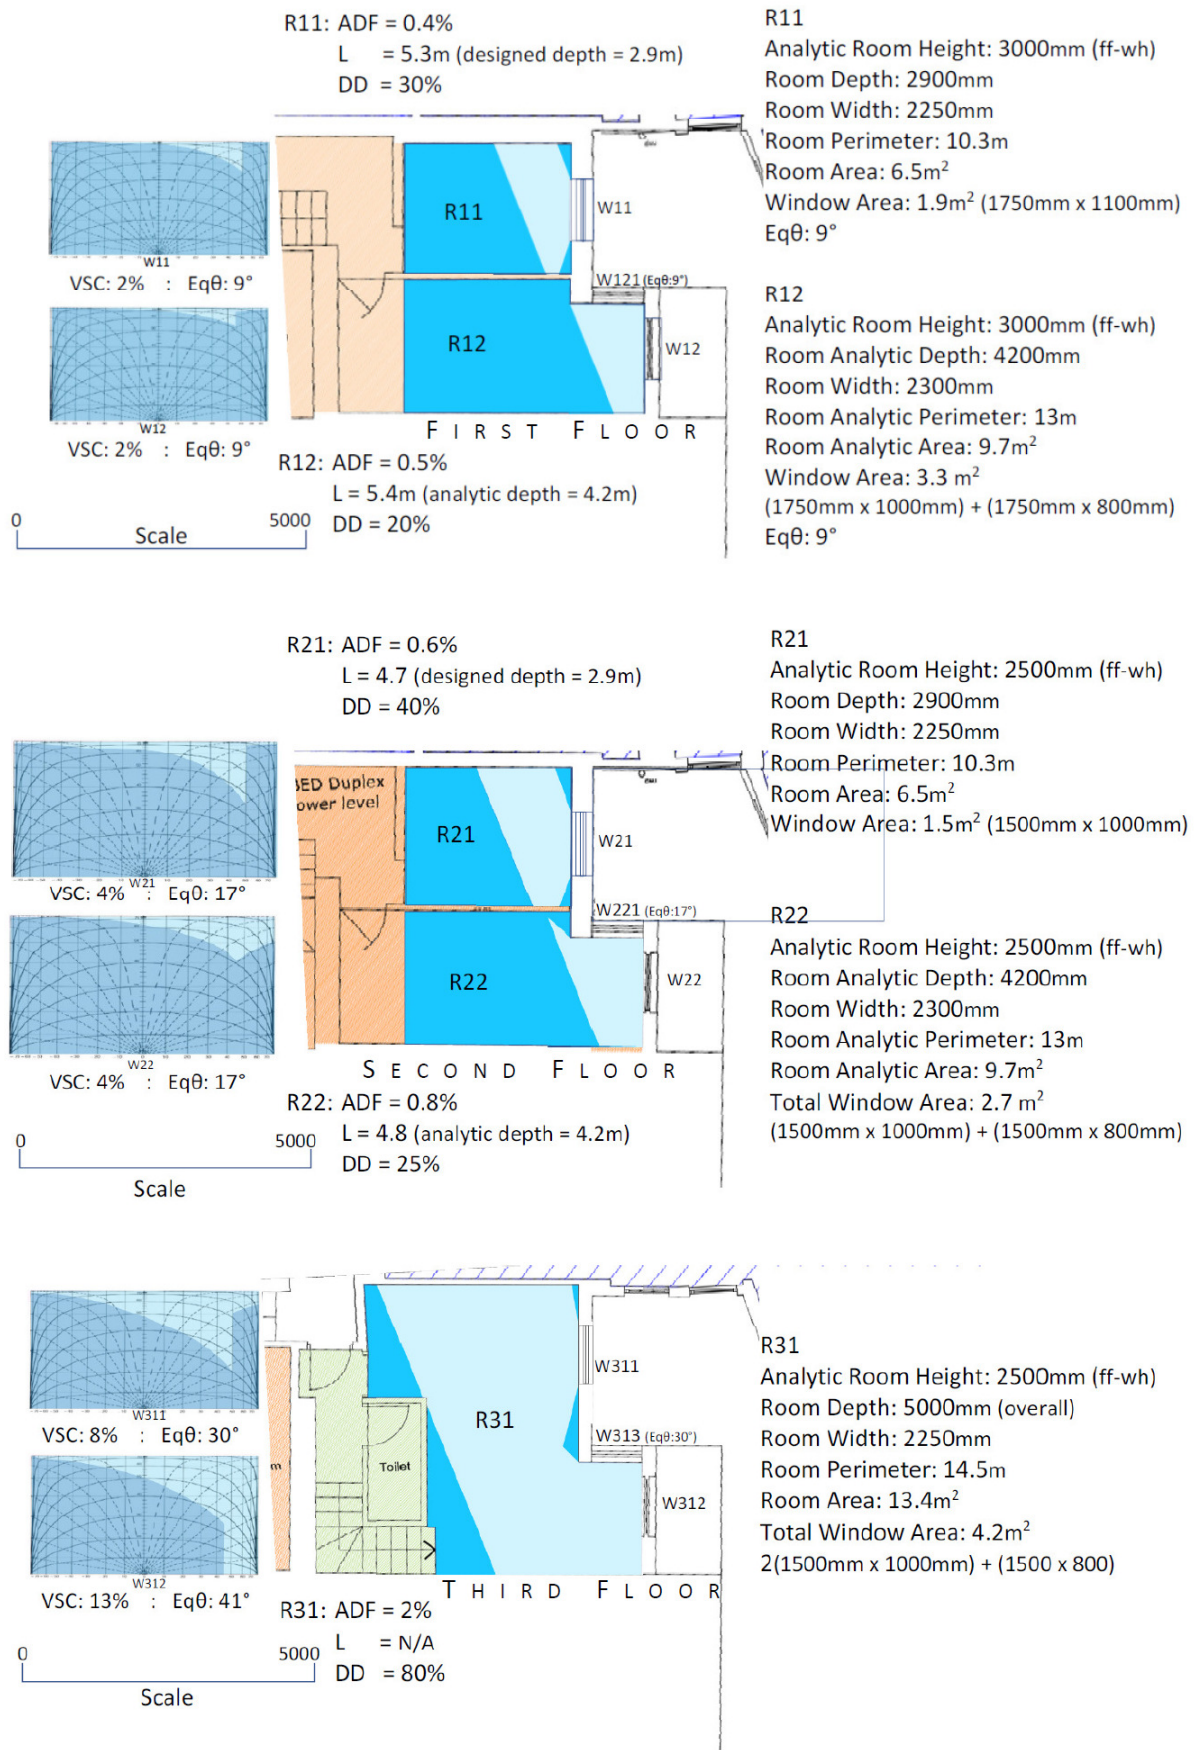 R11: ADF = 0.4%
L = 5.3m (designed depth = 2.9m)
DD = 30%
R11
Analytic Room Height: 3000mm (ff-wh)
Room Depth: 2900mm
Room Width: 2250mm
Room Perimeter: 10.3m
Room Area: 6.5m²
Window Area: 1.9m² (1750mm x 1100mm)
Eqθ: 9°
R11
W11
W11
VSC: 2% : Eqθ: 9°
W121 (Eqθ:9°)
R12
W12
W12
VSC: 2% : Eqθ: 9°
FIRST FLOOR
R12
Analytic Room Height: 3000mm (ff-wh)
Room Analytic Depth: 4200mm
Room Width: 2300mm
Room Analytic Perimeter: 13m
Room Analytic Area: 9.7m²
Window Area: 3.3 m²
(1750mm x 1000mm) + (1750mm x 800mm)
Eqθ: 9°
R12: ADF = 0.5%
L = 5.4m (analytic depth = 4.2m)
DD = 20%
0 5000
Scale
R21: ADF = 0.6%
L = 4.7 (designed depth = 2.9m)
DD = 40%
R21
Analytic Room Height: 2500mm (ff-wh)
Room Depth: 2900mm
Room Width: 2250mm
Room Perimeter: 10.3m
Room Area: 6.5m²
Window Area: 1.5m² (1500mm x 1000mm)
BED Duplex
ower level
R21
W21
W21
VSC: 4% : Eqθ: 17°
W221 (Eqθ:17°)
R22
W22
W22
VSC: 4% : Eqθ: 17°
SECOND FLOOR
R22
Analytic Room Height: 2500mm (ff-wh)
Room Analytic Depth: 4200mm
Room Width: 2300mm
Room Analytic Perimeter: 13m
Room Analytic Area: 9.7m²
Total Window Area: 2.7 m²
(1500mm x 1000mm) + (1500mm x 800mm)
R22: ADF = 0.8%
L = 4.8 (analytic depth = 4.2m)
DD = 25%
0 5000
Scale
W311
W311
VSC: 8% : Eqθ: 30°
R31
W313 (Eqθ:30°)
Toilet
m
W312
W312
VSC: 13% : Eqθ: 41°
THIRD FLOOR
R31
Analytic Room Height: 2500mm (ff-wh)
Room Depth: 5000mm (overall)
Room Width: 2250mm
Room Perimeter: 14.5m
Room Area: 13.4m²
Total Window Area: 4.2m²
2(1500mm x 1000mm) + (1500 x 800)
R31: ADF = 2%
L = N/A
DD = 80%
0 5000
Scale